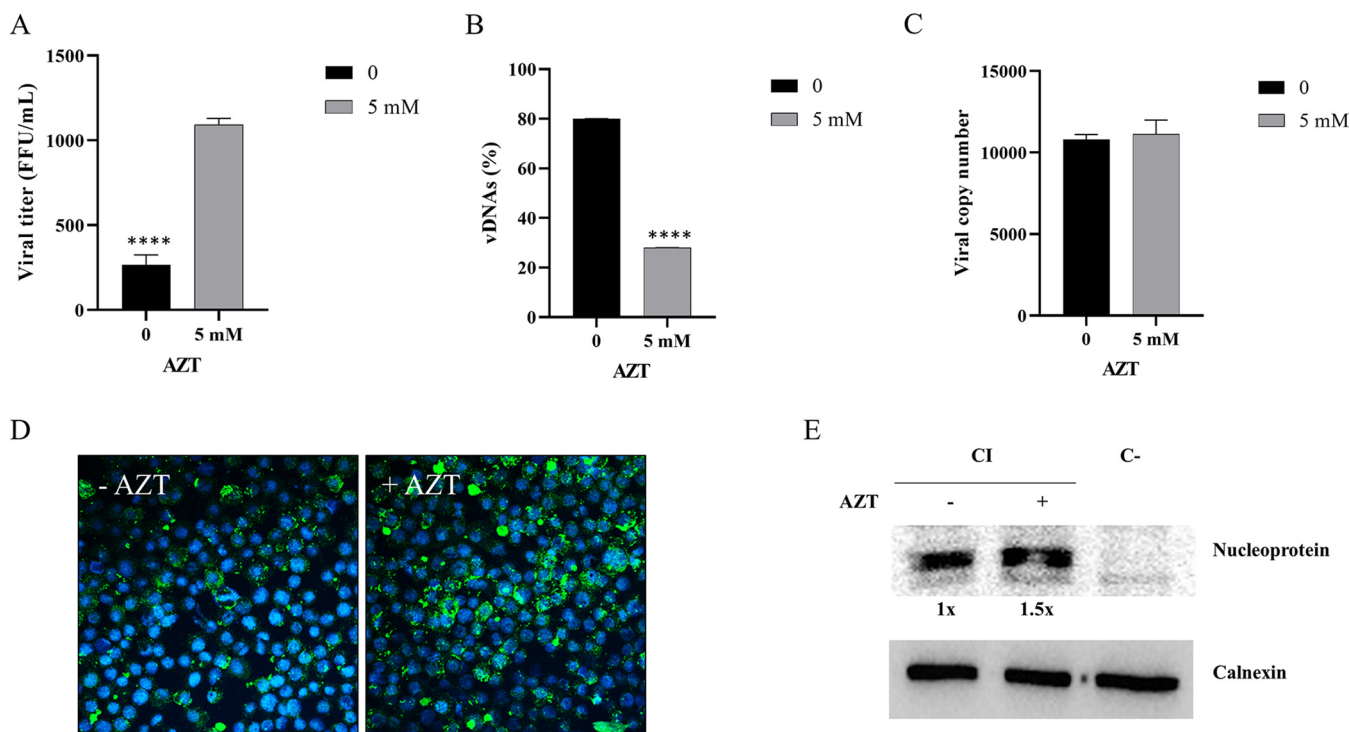 A
Viral titer (FFU/mL)
1500
1000
500
0
****
0
5 mM
AZT
0
5 mM
B
vDNAs (%)
100
80
60
40
20
0
****
0
5 mM
AZT
0
5 mM
C
Viral copy number
15000
10000
5000
0
0
5 mM
AZT
0
5 mM
D
- AZT
+ AZT
E
CI
C-
AZT
-
+
Nucleoprotein
1x
1.5x
Calnexin